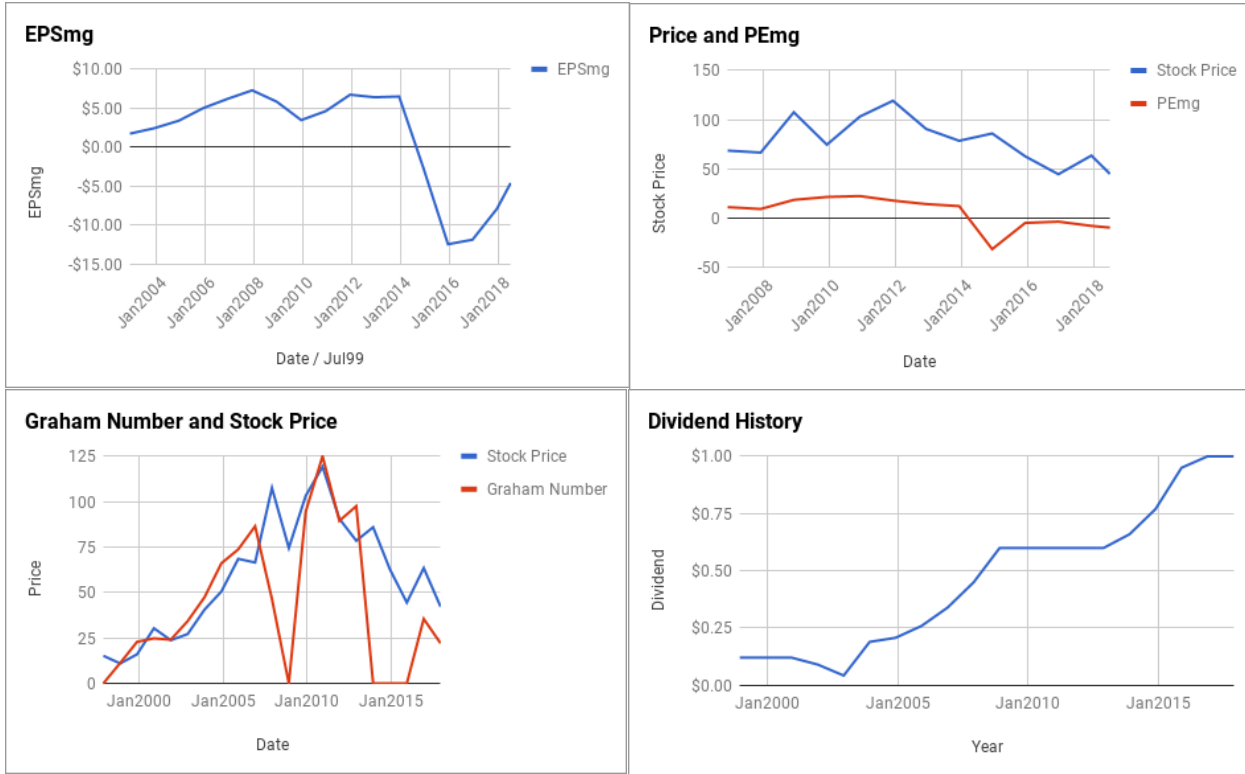 EPSmg
EPSmg
$10.00
$5.00
$0.00
-$5.00
-$10.00
-$15.00
EPSmg
Jan2004
Jan2006
Jan2008
Jan2010
Jan2012
Jan2014
Jan2016
Jan2018
Date / Jul99
Price and PEmg
Stock Price
PEmg
150
100
50
0
-50
Stock Price
Jan2008
Jan2010
Jan2012
Jan2014
Jan2016
Jan2018
Date
Graham Number and Stock Price
Stock Price
Graham Number
125
100
75
50
25
0
Price
Jan2000
Jan2005
Jan2010
Jan2015
Date
Dividend History
$1.00
$0.75
$0.50
$0.25
$0.00
Dividend
Jan2000
Jan2005
Jan2010
Jan2015
Year